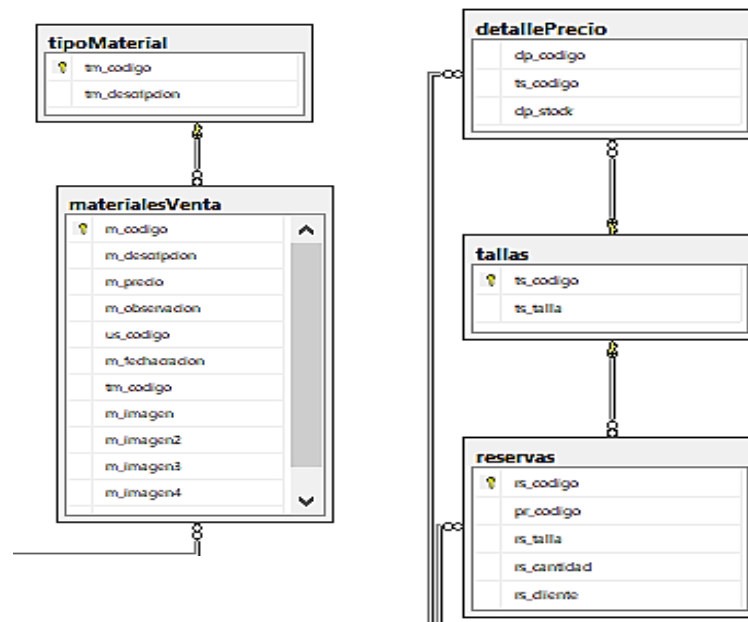 tipoMaterial
tm_codigo
tm_descripcion
materialesVenta
m_codigo
m_descripcion
m_precio
m_observacion
us_codigo
m_fechacracion
tm_codigo
m_imagen
m_imagen2
m_imagen3
m_imagen4
detallePrecio
dp_codigo
ts_codigo
dp_stock
tallas
ts_codigo
ts_talla
reservas
rs_codigo
pr_codigo
rs_talla
rs_cantidad
rs_cliente